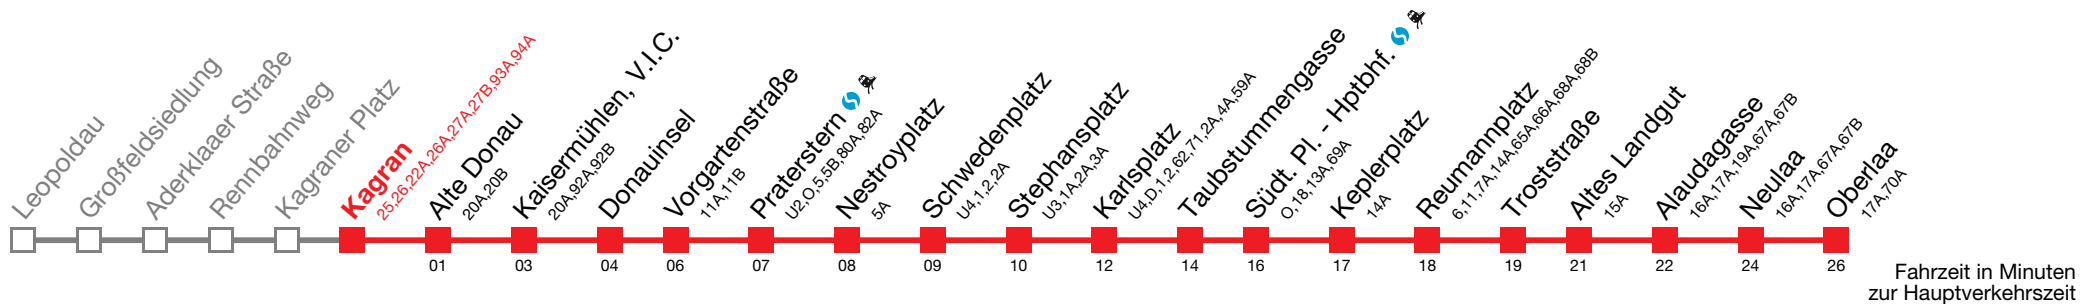 Leopoldau
Großfeldsiedlung
Aderklaaer Straße
Rennbahnweg
Kagraner Platz
Kagran
25,26,22A,26A,27A,27B,93A,94A
Alte Donau
20A,20B
01
Kaisermühlen, V.I.C.
20A,92A,92B
03
Donauinsel
04
Vorgartenstraße
11A,11B
06
Praterstern
U2,O,5,5B,80A,82A
07
Nestroyplatz
5A
08
Schwedenplatz
U4,1,2,2A
09
Stephansplatz
U3,1A,2A,3A
10
Karlsplatz
U4,D,1,2,62,71,2A,4A,59A
12
Taubstummengasse
14
Südt. Pl. - Hptbhf.
O,18,13A,69A
16
Keplerplatz
14A
17
Reumannplatz
6,11,7A,14A,65A,66A,68A,68B
18
Troststraße
19
Altes Landgut
15A
21
Alaudagasse
16A,17A,19A,67A,67B
22
Neulaa
16A,17A,67A,67B
24
Oberlaa
17A,70A
26
Fahrzeit in Minuten
zur Hauptverkehrszeit